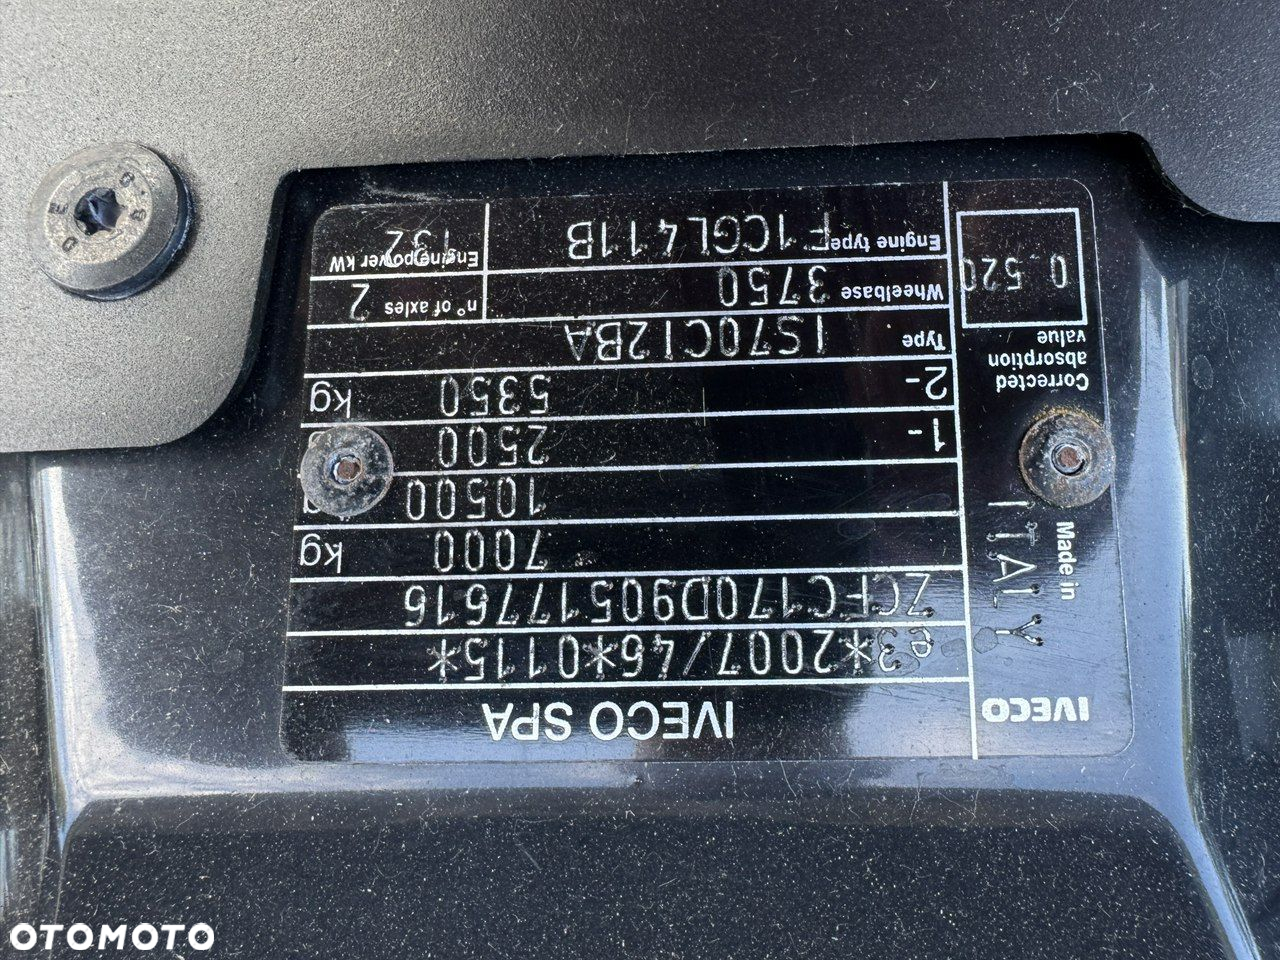 IVECO
IVECO SPA
e3*2007/46*0115*
ZCFC170D905177616
7000 kg
10500
1- 2500
2- 5350 kg
Type IS70CI2BA
Wheelbase 3750
n° of axles 2
Engine type F1CGL411B
Engine power kW 132
Made in
ITALY
Corrected
absorption
value
0.520
OTOMOTO